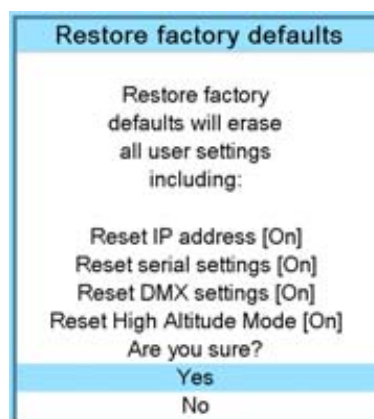 Restore factory defaults
Restore factory
defaults will erase
all user settings
including:
Reset IP address [On]
Reset serial settings [On]
Reset DMX settings [On]
Reset High Altitude Mode [On]
Are you sure?
Yes
No